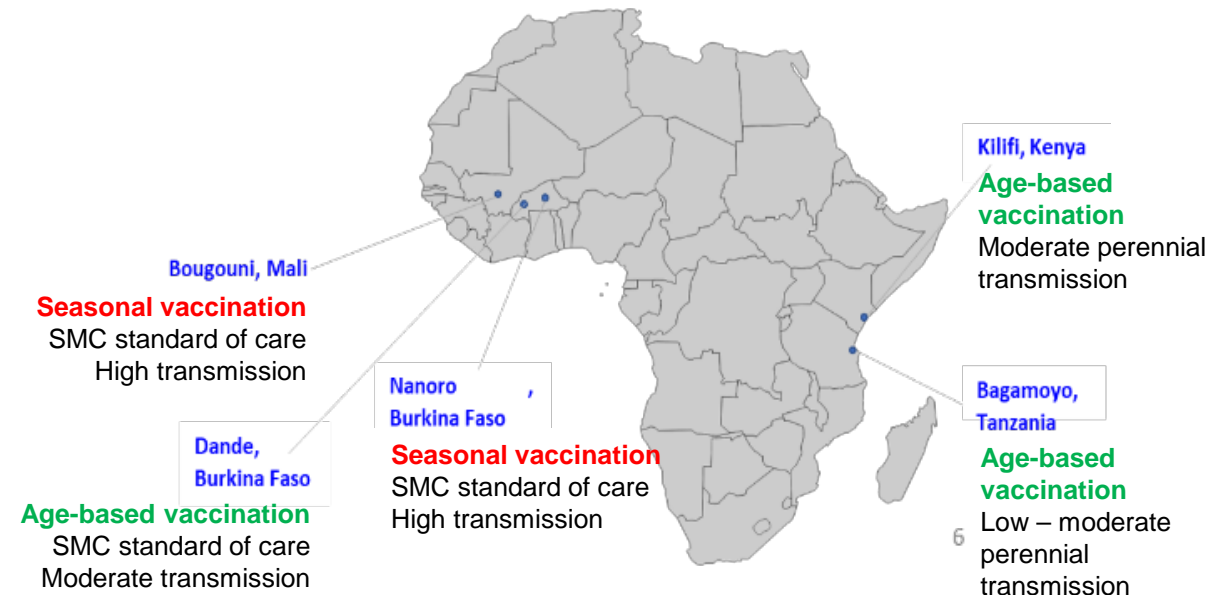 Kilifi, Kenya
Age-based
vaccination
Moderate perennial
transmission
Bougouni, Mali
Seasonal vaccination
SMC standard of care
High transmission
Nanoro ,
Burkina Faso
Seasonal vaccination
SMC standard of care
High transmission
Dande,
Burkina Faso
Age-based vaccination
SMC standard of care
Moderate transmission
Bagamoyo,
Tanzania
Age-based
vaccination
Low – moderate
perennial
transmission
6